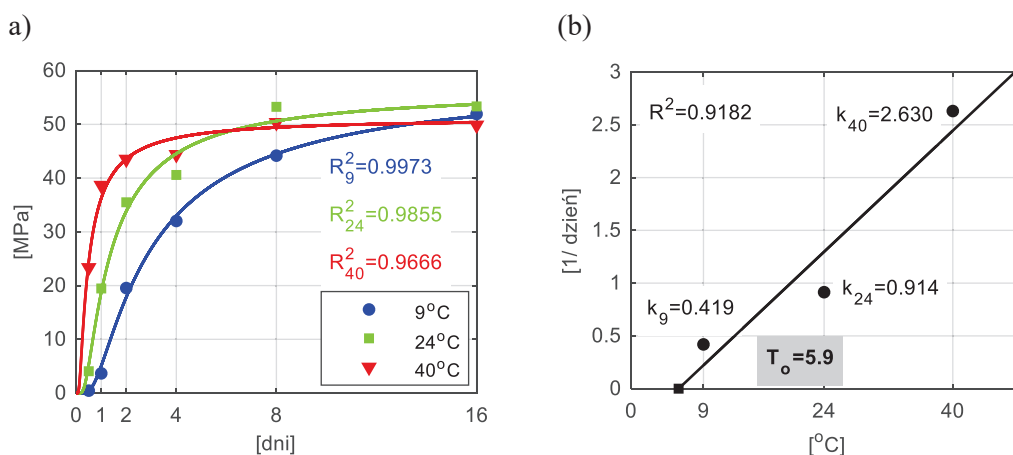 a)
60
50
40
30
20
10
0
[MPa]
R²₉=0.9973
R²₂₄=0.9855
R²₄₀=0.9666
9°C
24°C
40°C
0 1 2 4 8 16
[dni]
(b)
3
2.5
2
1.5
1
0.5
0
[1/ dzień]
R²=0.9182
k₄₀=2.630
k₂₄=0.914
k₉=0.419
Tₒ=5.9
0 9 24 40
[°C]